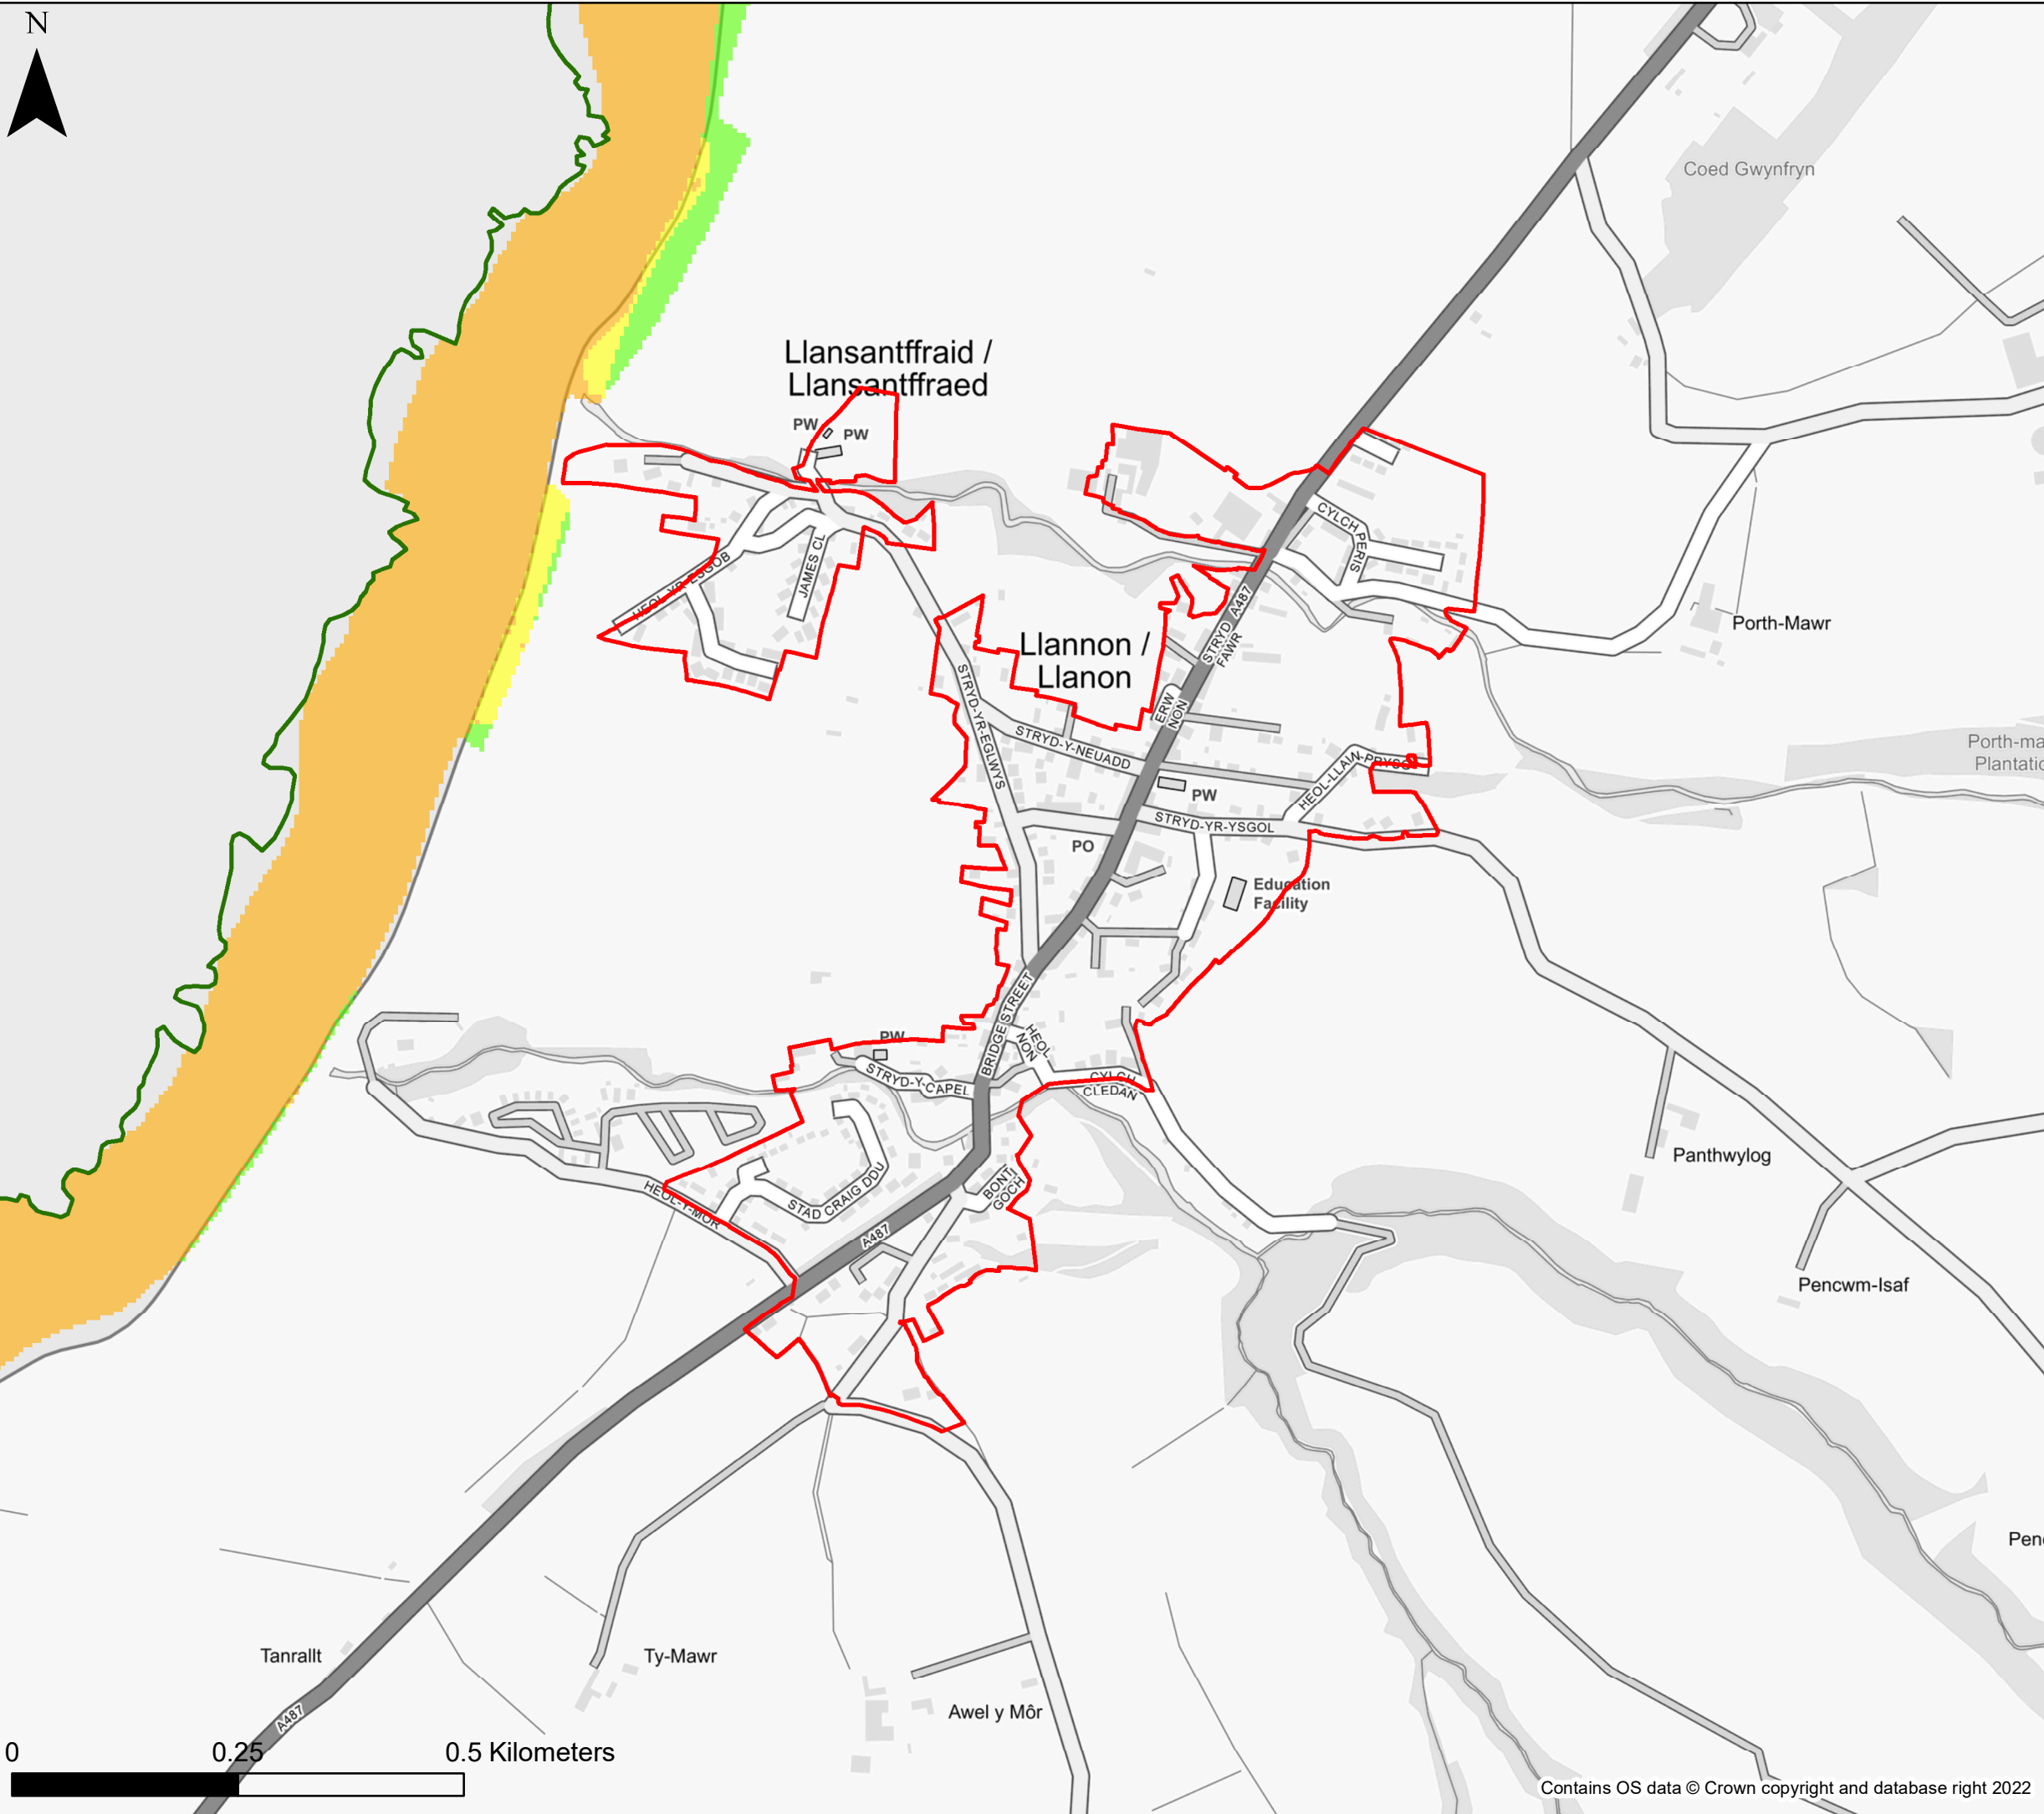 N
Coed Gwynfryn
Llansantffraid /
Llansantffraed
PW
PW
CYLCH PERIS
JAMES CL
HEOL-YR-ESGOB
STRYD FAWR
A487
Porth-Mawr
Llannon /
Llanon
ERW NON
STRYD-YR-EGLWYS
STRYD-Y-NEUADD
HEOL-LLAIN-PRYSG
Porth-ma
Plantatio
PW
STRYD-YR-YSGOL
PO
Education
Facility
BRIDGE STREET
HEOL NON
PW
STRYD-Y-CAPEL
CYLCH
CLEDAN
Panthwylog
HEOL-Y-MOR
STAD CRAIG DDU
BONT GOCH
A487
Pencwm-Isaf
Pen
Tanrallt
Ty-Mawr
Awel y Môr
A487
0 0.25 0.5 Kilometers
Contains OS data © Crown copyright and database right 2022